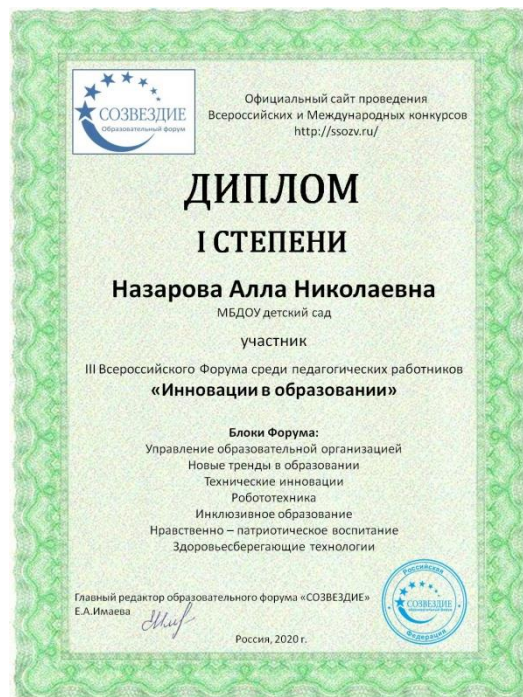 СОЗВЕЗДИЕ
Образовательный форум
Официальный сайт проведения
Всероссийских и Международных конкурсов
http://ssozv.ru/
ДИПЛОМ
I СТЕПЕНИ
Назарова Алла Николаевна
МБДОУ детский сад
участник
III Всероссийского Форума среди педагогических работников
«Инновации в образовании»
Блоки Форума:
Управление образовательной организацией
Новые тренды в образовании
Технические инновации
Робототехника
Инклюзивное образование
Нравственно – патриотическое воспитание
Здоровьесберегающие технологии
Главный редактор образовательного форума «СОЗВЕЗДИЕ»
Е.А.Имаева
Россия, 2020 г.
Российская
СОЗВЕЗДИЕ
Федерация